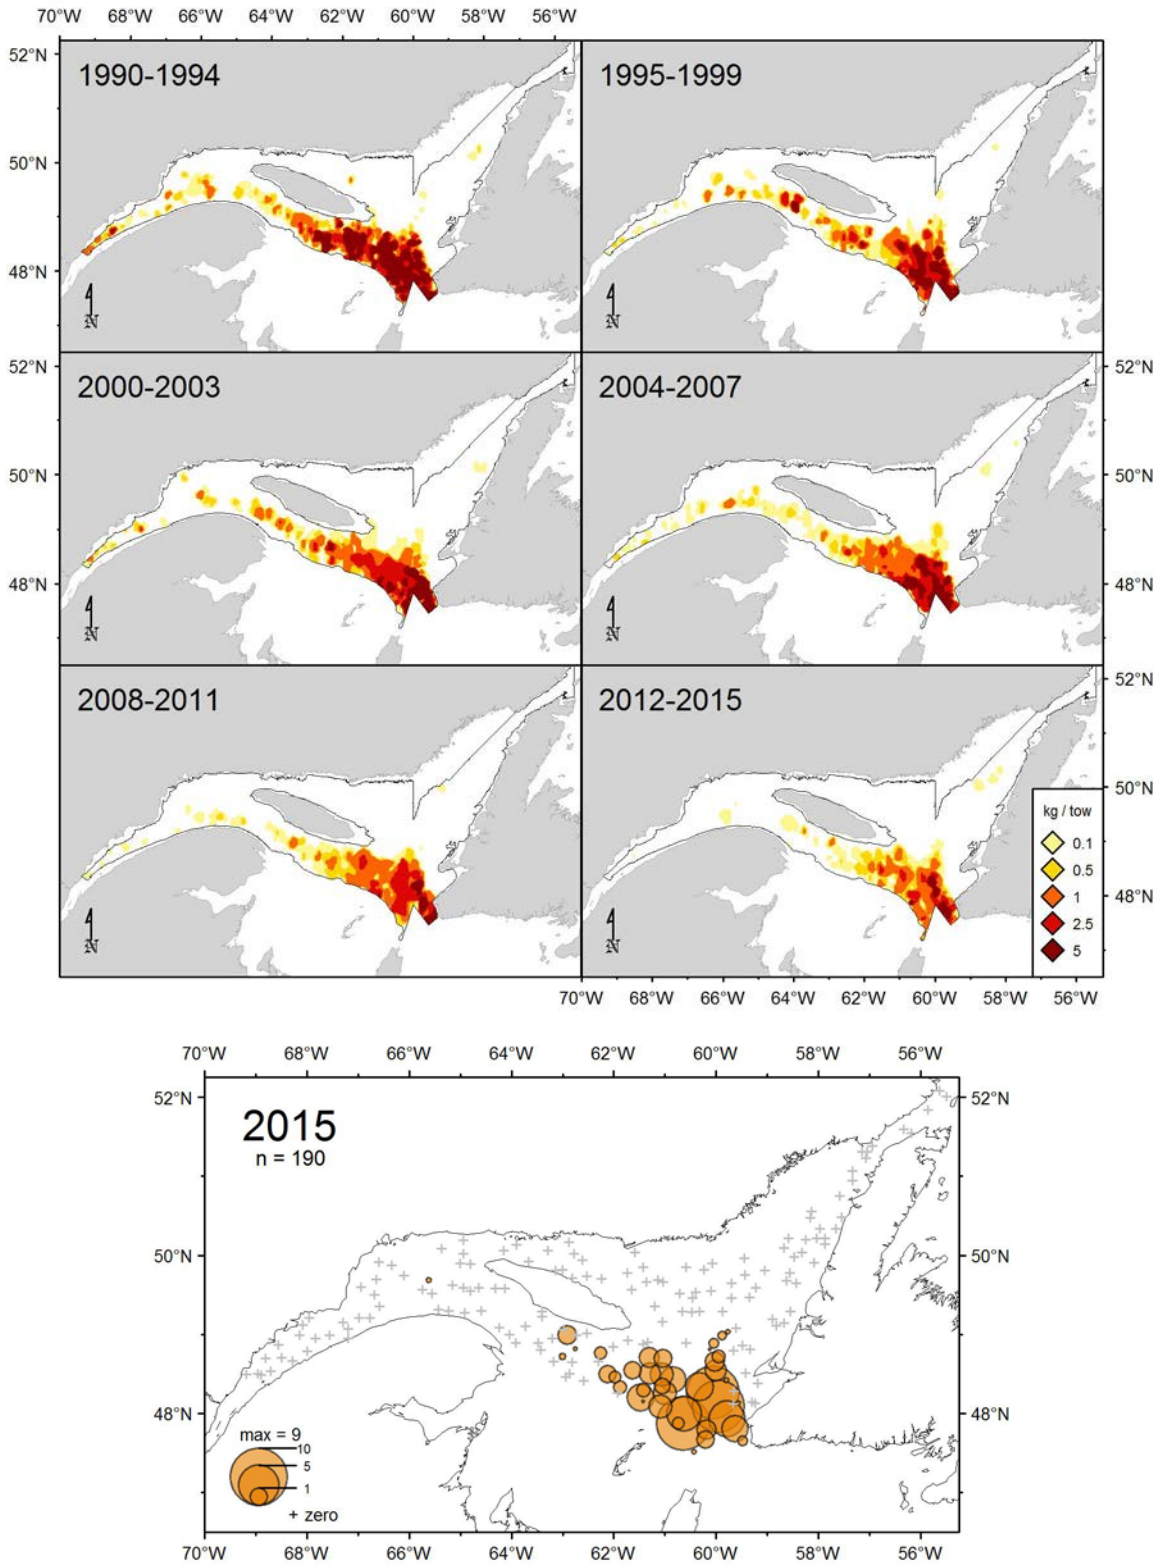 70°W 68°W 66°W 64°W 62°W 60°W 58°W 56°W
52°N
1990-1994
1995-1999
50°N
48°N
N
N
52°N
2000-2003
2004-2007
52°N
50°N
50°N
48°N
48°N
N
N
2008-2011
2012-2015
52°N
50°N
kg / tow
0.1
0.5
1
2.5
5
48°N
N
N
70°W 68°W 66°W 64°W 62°W 60°W 58°W 56°W
70°W 68°W 66°W 64°W 62°W 60°W 58°W 56°W
52°N
52°N
2015
n = 190
50°N
50°N
48°N
48°N
max = 9
10
5
1
+ zero
70°W 68°W 66°W 64°W 62°W 60°W 58°W 56°W